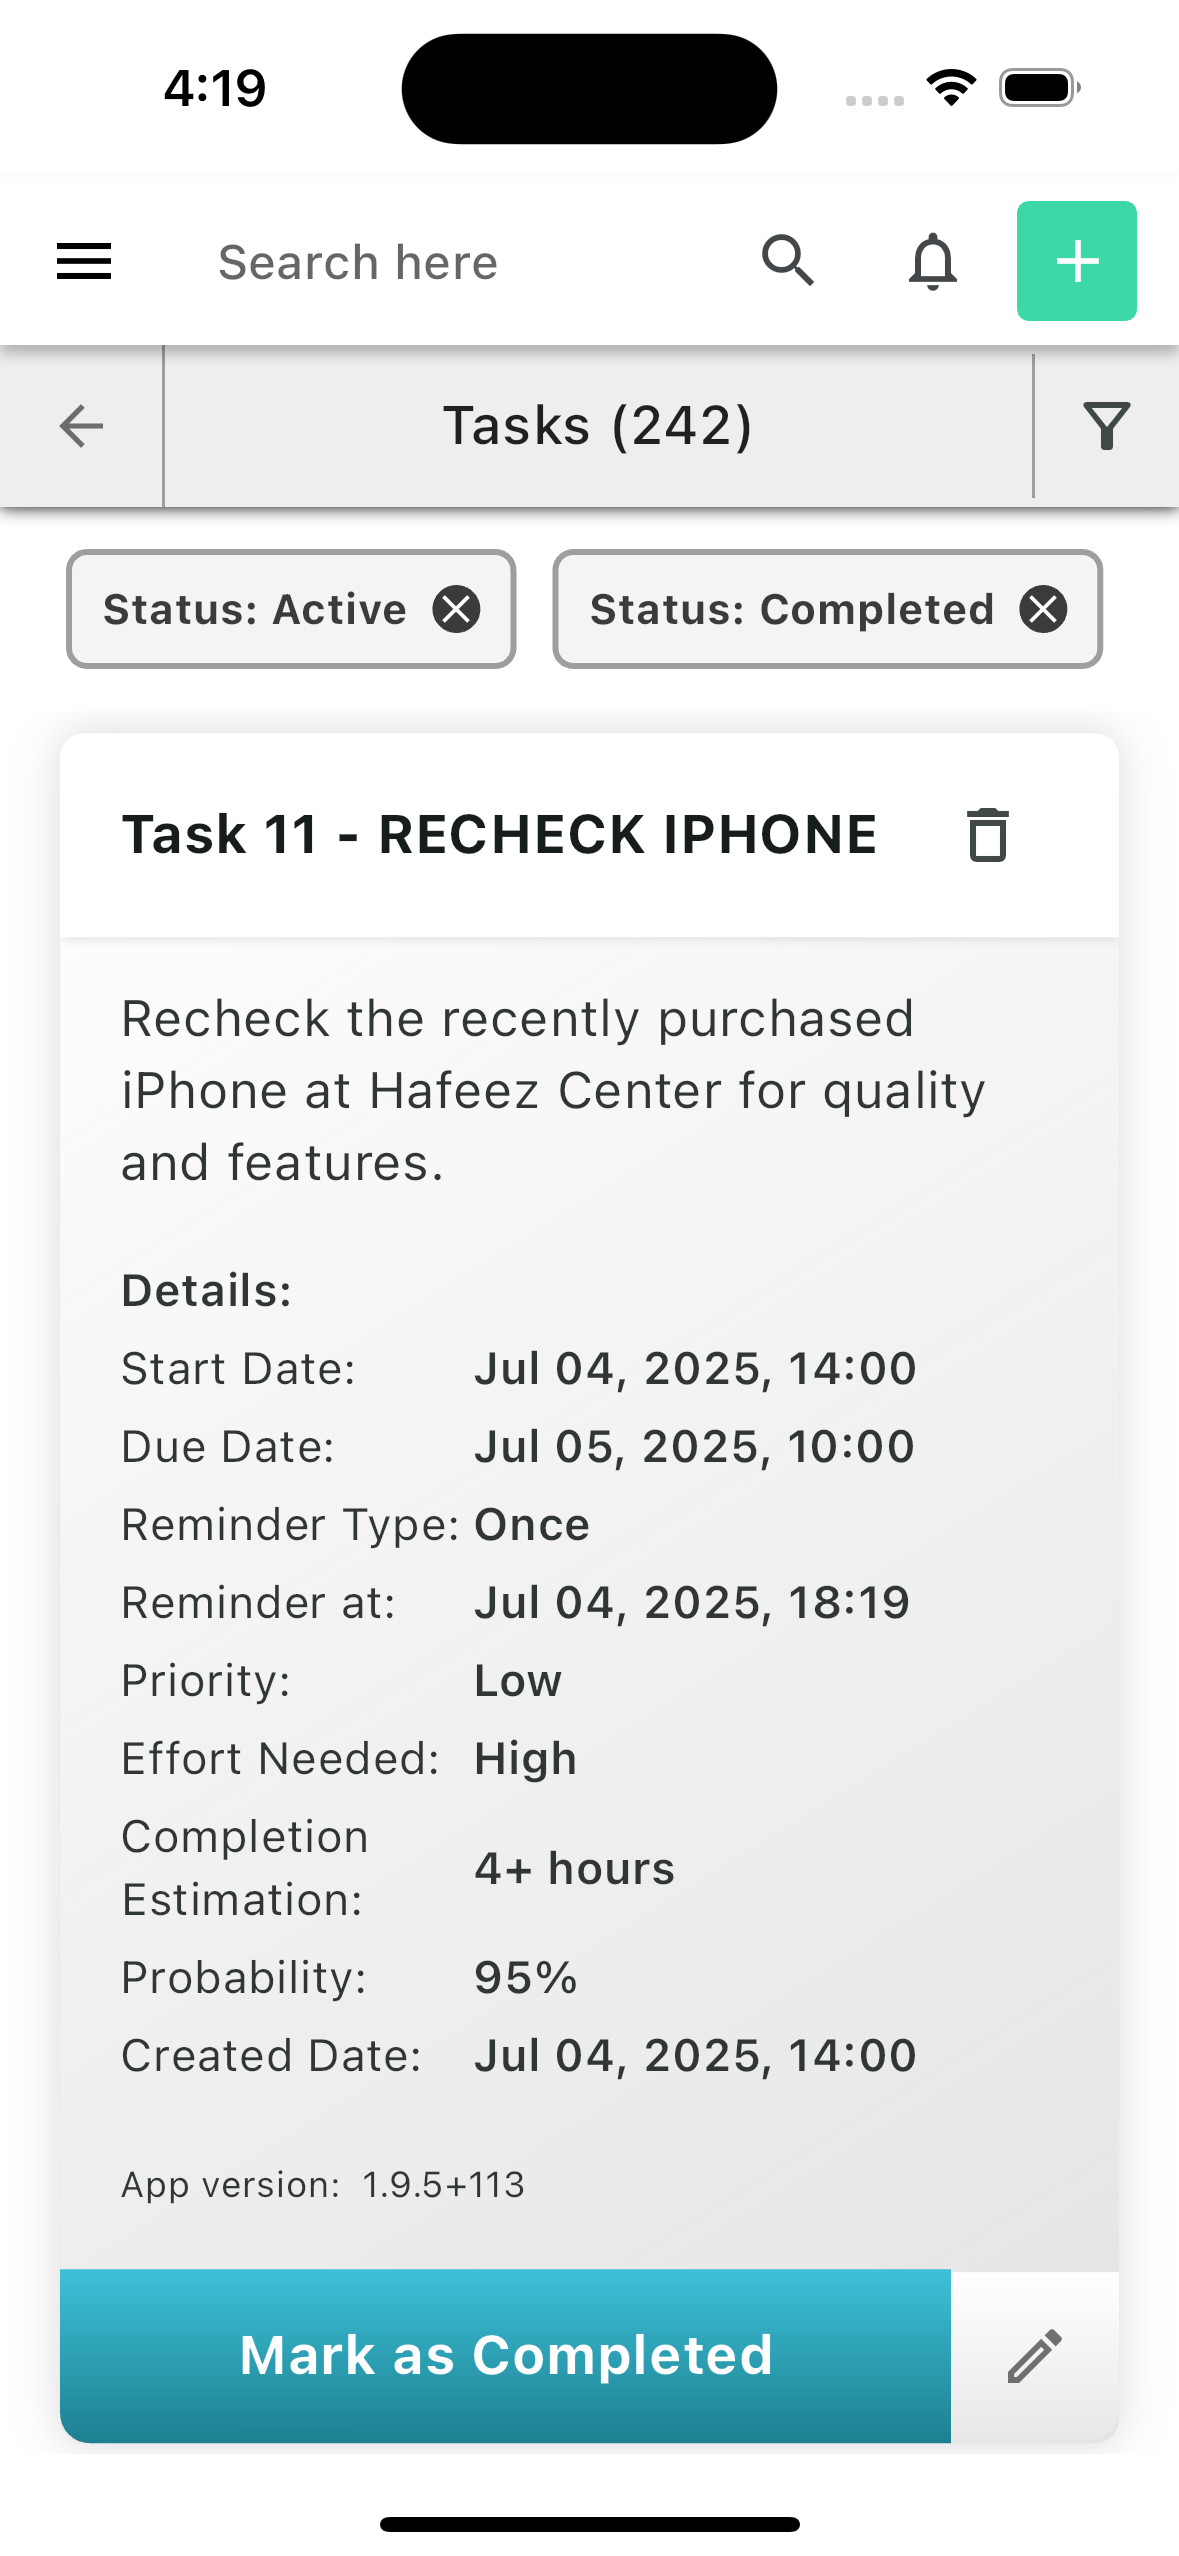 4:19
Search here
Tasks (242)
Status: Active
Status: Completed
Task 11 - RECHECK IPHONE
Recheck the recently purchased
iPhone at Hafeez Center for quality
and features.
Details:
Start Date: Jul 04, 2025, 14:00
Due Date: Jul 05, 2025, 10:00
Reminder Type: Once
Reminder at: Jul 04, 2025, 18:19
Priority: Low
Effort Needed: High
Completion
Estimation: 4+ hours
Probability: 95%
Created Date: Jul 04, 2025, 14:00
App version: 1.9.5+113
Mark as Completed